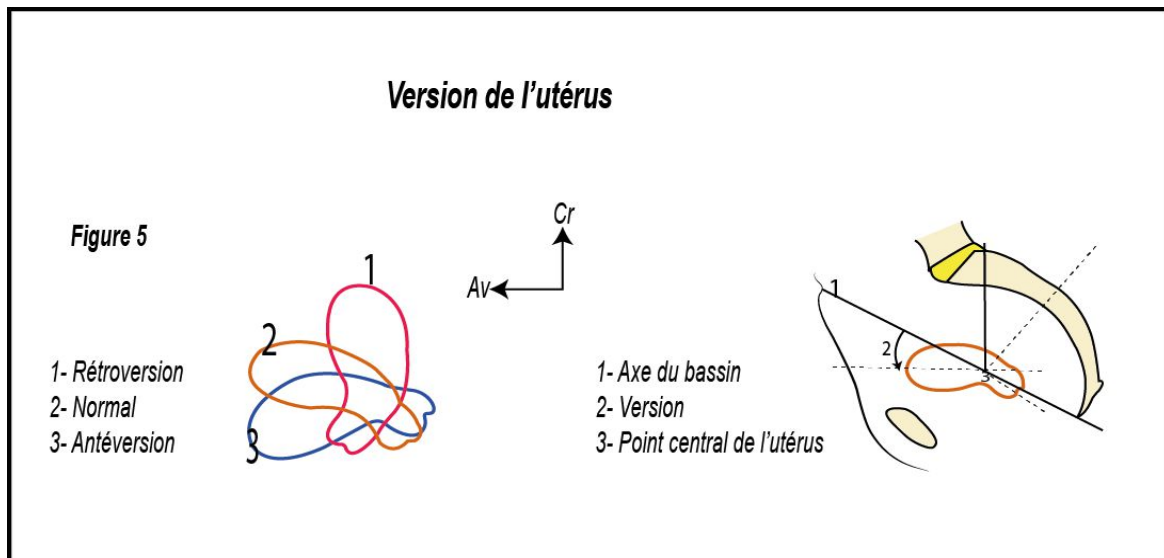 Version de l'utérus
Figure 5
Cr
Av
1
2
3
1- Rétroversion
2- Normal
3- Antéversion
1
2
3
1- Axe du bassin
2- Version
3- Point central de l'utérus